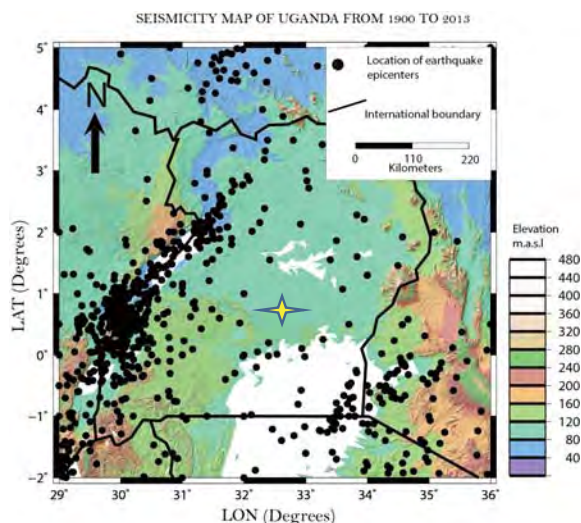 SEISMICITY MAP OF UGANDA FROM 1900 TO 2013
5°
4°
3°
2°
1°
0°
−1°
−2°
LAT (Degrees)
N
Location of earthquake
epicenters
International boundary
0 110 220
Kilometers
Elevation
m.a.s.l
480
440
400
360
320
280
240
200
160
120
80
40
29° 30° 31° 32° 33° 34° 35° 36°
LON (Degrees)